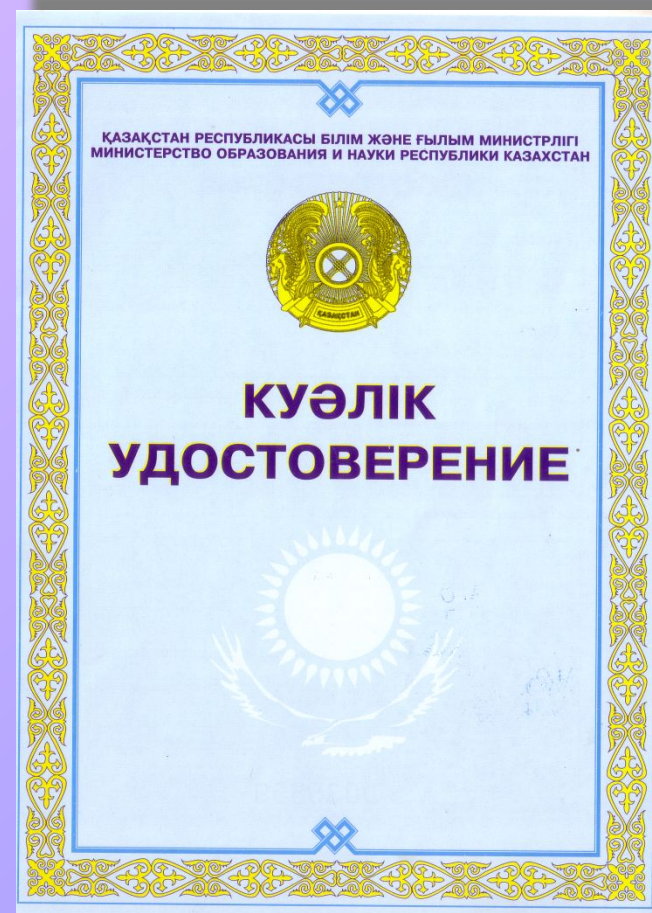 ҚАЗАҚСТАН РЕСПУБЛИКАСЫ БІЛІМ ЖӘНЕ ҒЫЛЫМ МИНИСТРЛІГІ
МИНИСТЕРСТВО ОБРАЗОВАНИЯ И НАУКИ РЕСПУБЛИКИ КАЗАХСТАН
ҚАЗАҚСТАН
КУӘЛІК
УДОСТОВЕРЕНИЕ